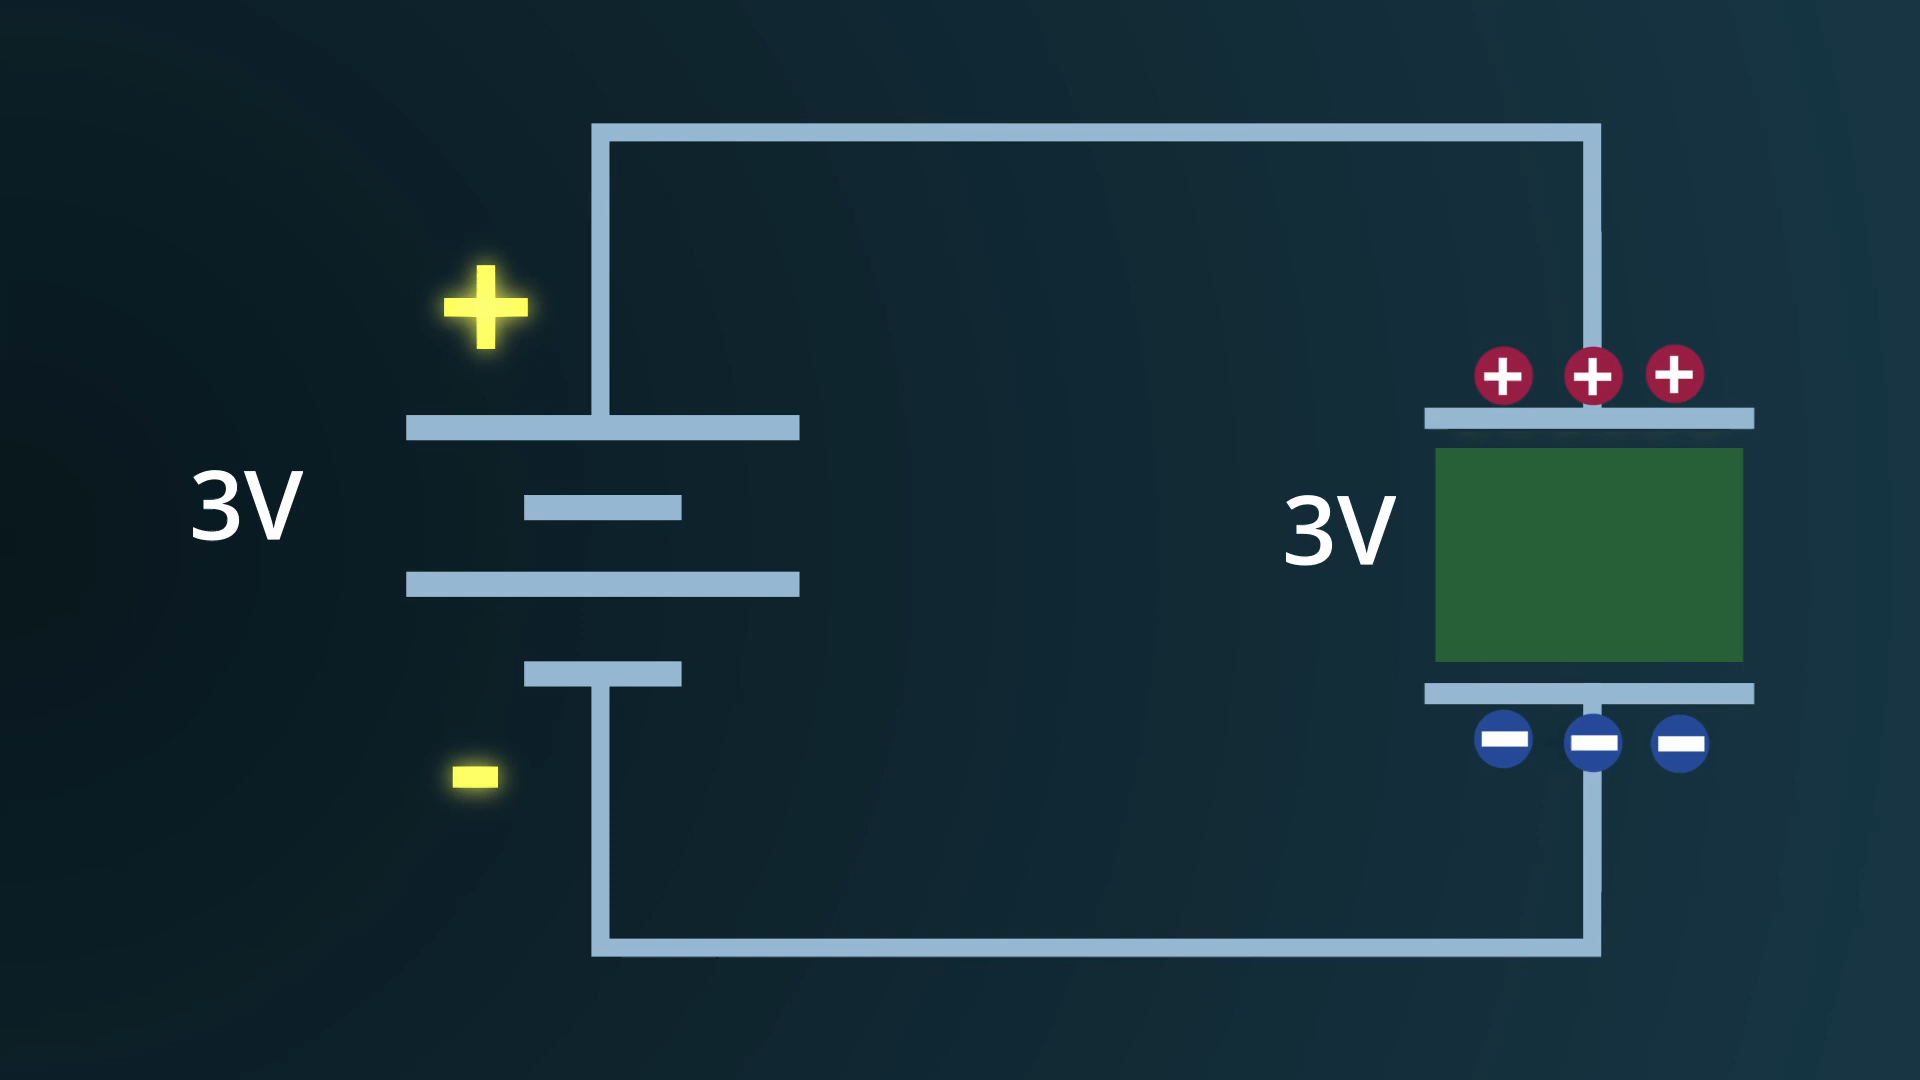 +
3V
-
+ + +
3V
- - -